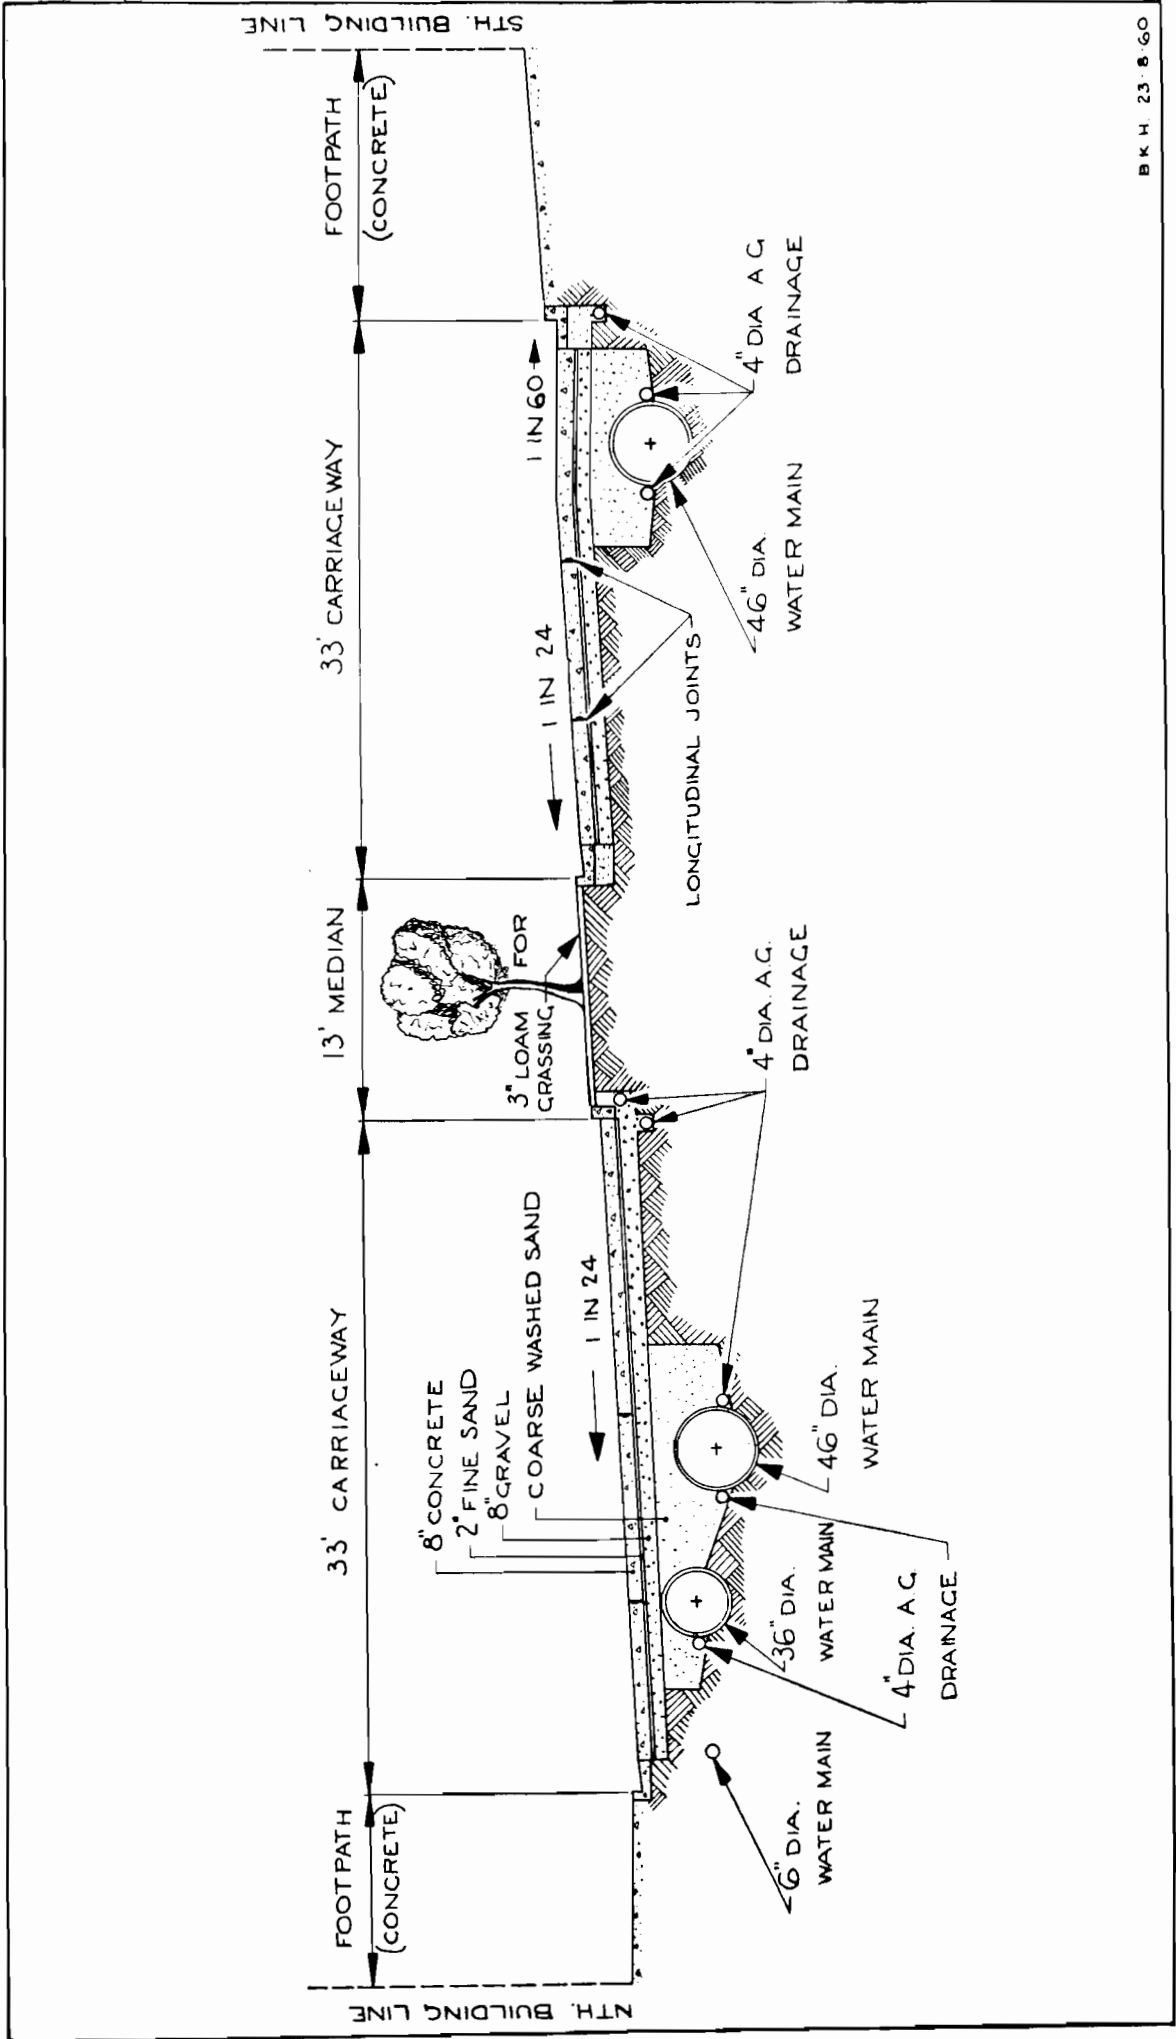 NTH. BUILDING LINE
FOOTPATH
(CONCRETE)
33' CARRIAGEWAY
13' MEDIAN
33' CARRIAGEWAY
FOOTPATH
(CONCRETE)
STH. BUILDING LINE
8" CONCRETE
2" FINE SAND
8" GRAVEL
COARSE WASHED SAND
1 IN 24
3" LOAM FOR
GRASSING
1 IN 24
1 IN 60
6" DIA.
WATER MAIN
4" DIA. A.G.
DRAINAGE
36" DIA.
WATER MAIN
46" DIA.
WATER MAIN
4" DIA. A.G.
DRAINAGE
LONGITUDINAL JOINTS
46" DIA.
WATER MAIN
4" DIA A G
DRAINAGE
B K H. 23·8·60